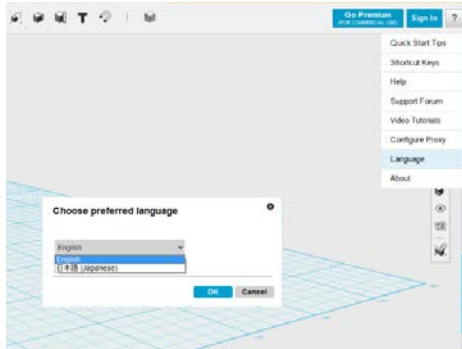 T
Go Premium
(FOR COMMERCIAL USE)
Sign In
?
Quick Start Tips
Shortcut Keys
Help
Support Forum
Video Tutorials
Configure Proxy
Language
About
Choose preferred language
English
English
日本語 (Japanese)
OK
Cancel